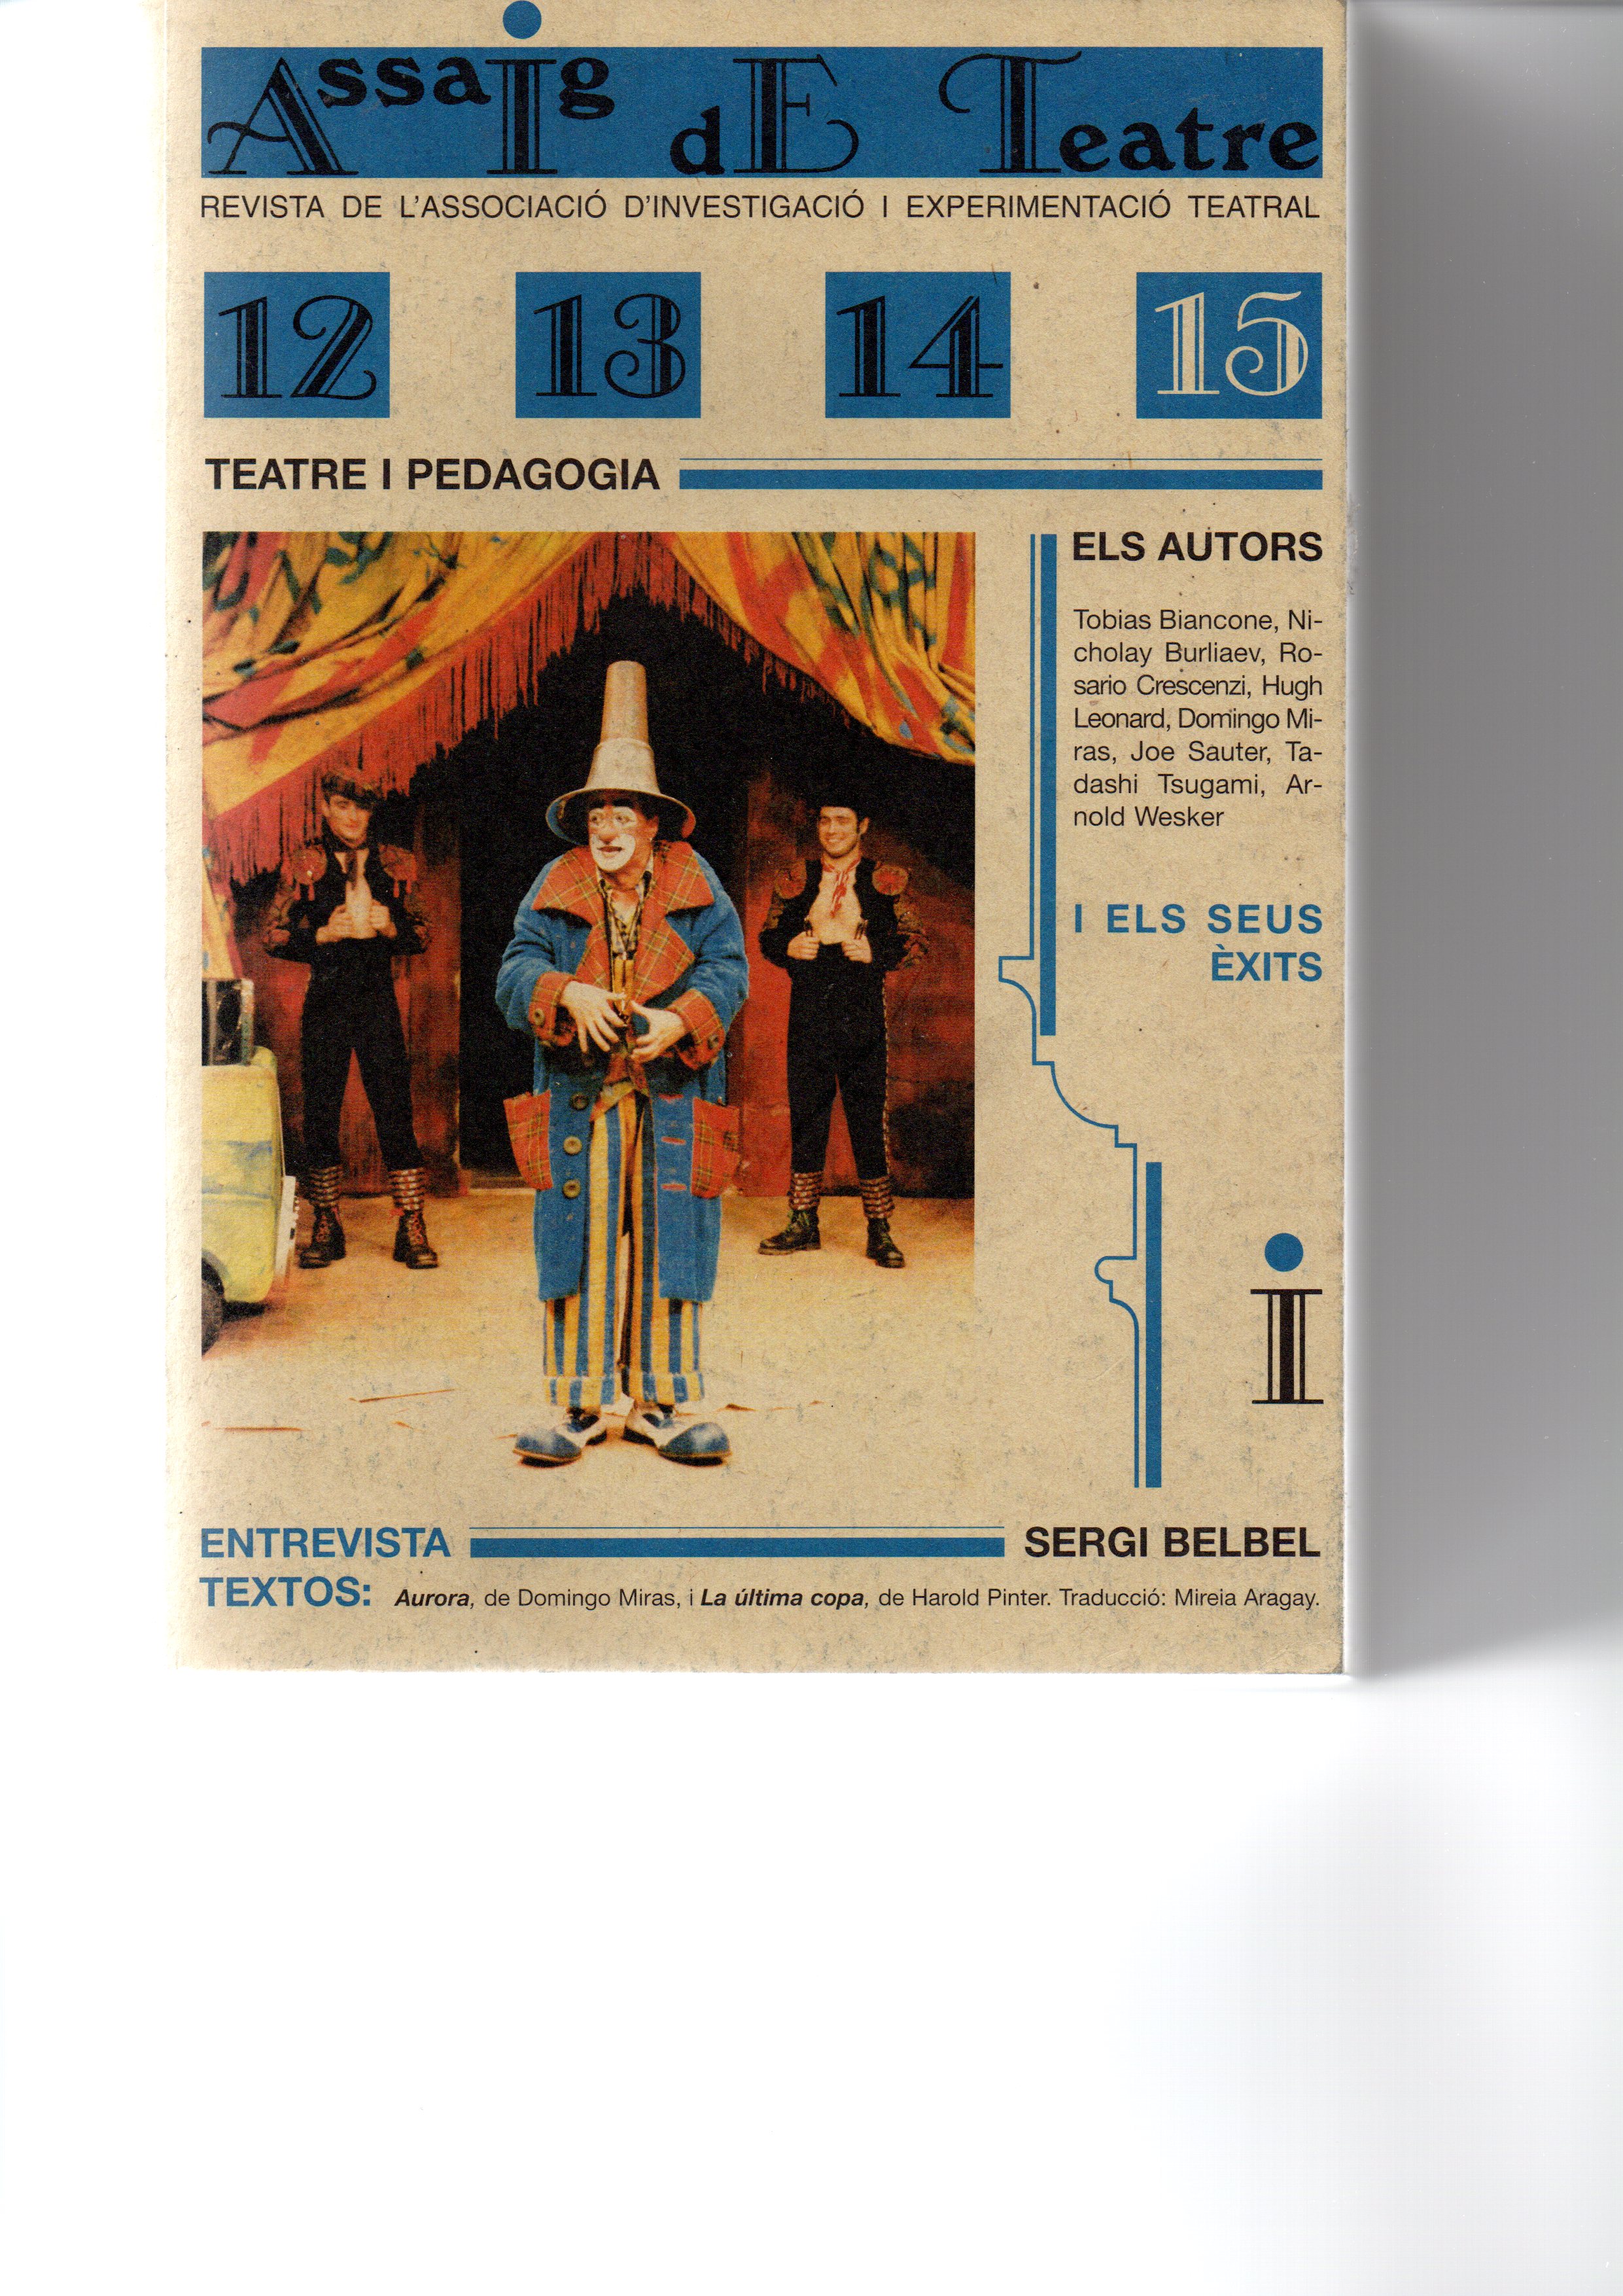 Assaig dE Teatre
REVISTA DE L'ASSOCIACIÓ D'INVESTIGACIÓ I EXPERIMENTACIÓ TEATRAL
12 13 14 15
TEATRE I PEDAGOGIA
ELS AUTORS
Tobias Biancone, Ni-
cholay Burliaev, Ro-
sario Crescenzi, Hugh
Leonard, Domingo Mi-
ras, Joe Sauter, Ta-
dashi Tsugami, Ar-
nold Wesker
I ELS SEUS
ÈXITS
i
ENTREVISTA SERGI BELBEL
TEXTOS: Aurora, de Domingo Miras, i La última copa, de Harold Pinter. Traducció: Mireia Aragay.